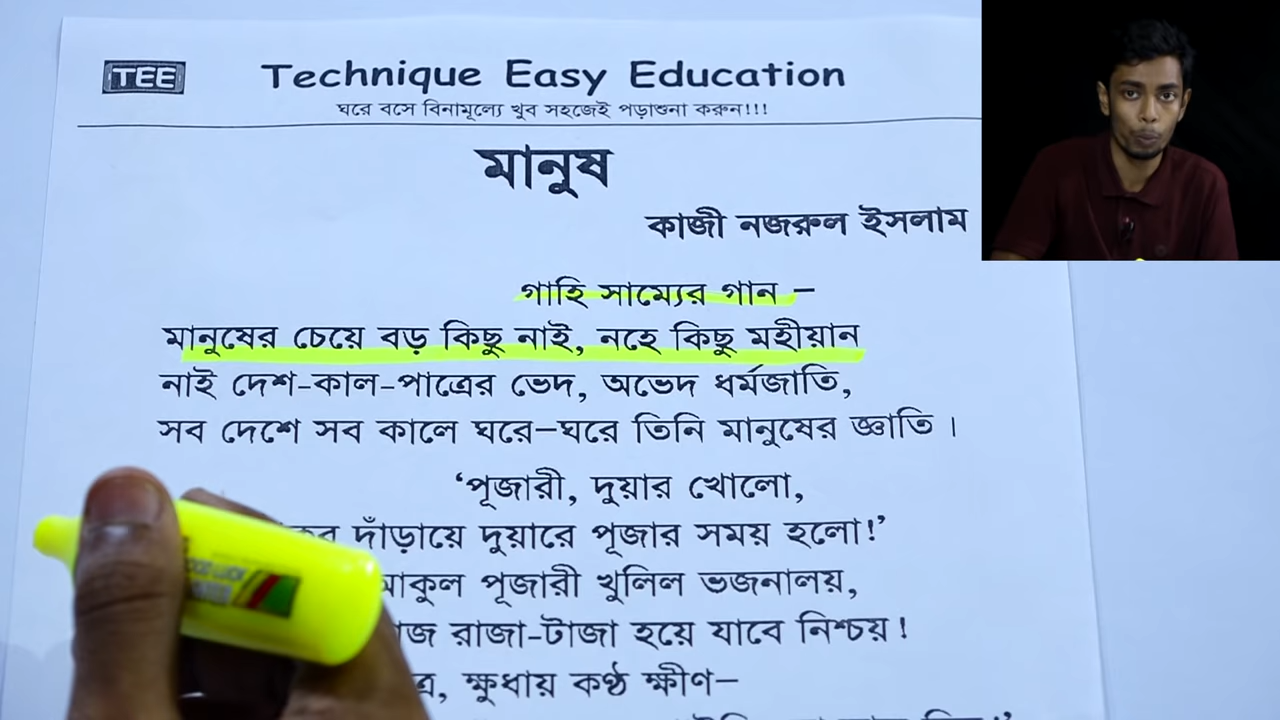 TEE
Technique Easy Education
ঘরে বসে বিনামূল্যে খুব সহজেই পড়াশুনা করুন!!!
মানুষ
কাজী নজরুল ইসলাম
গাহি সাম্যের গান –
মানুষের চেয়ে বড় কিছু নাই, নহে কিছু মহীয়ান
নাই দেশ-কাল-পাত্রের ভেদ, অভেদ ধর্মজাতি,
সব দেশে সব কালে ঘরে–ঘরে তিনি মানুষের জ্ঞাতি।
‘পূজারী, দুয়ার খোলো,
দাঁড়ায়ে দুয়ারে পূজার সময় হলো!’
আকুল পূজারী খুলিল ভজনালয়,
রাজা-টাজা হয়ে যাবে নিশ্চয়!
ক্ষুধায় কণ্ঠ ক্ষীণ–